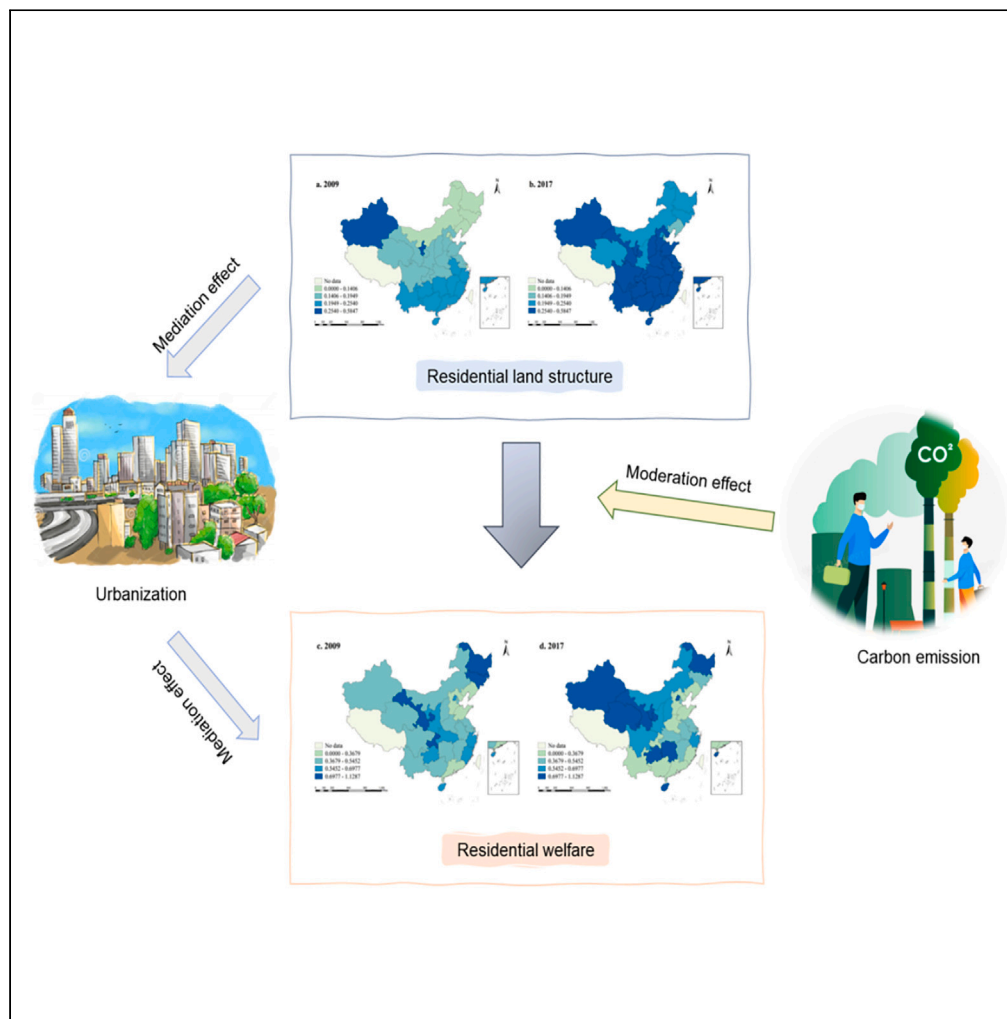 a. 2009
N
b. 2017
N
No data
0.0000 - 0.1406
0.1406 - 0.1949
0.1949 - 0.2540
0.2540 - 0.5847
No data
0.0000 - 0.1406
0.1406 - 0.1949
0.1949 - 0.2540
0.2540 - 0.5847
Residential land structure
Mediation effect
Moderation effect
CO²
Urbanization
Carbon emission
Mediation effect
c. 2009
N
d. 2017
N
No data
0.0000 - 0.3679
0.3679 - 0.5452
0.5452 - 0.6977
0.6977 - 1.1287
No data
0.0000 - 0.3679
0.3679 - 0.5452
0.5452 - 0.6977
0.6977 - 1.1287
Residential welfare